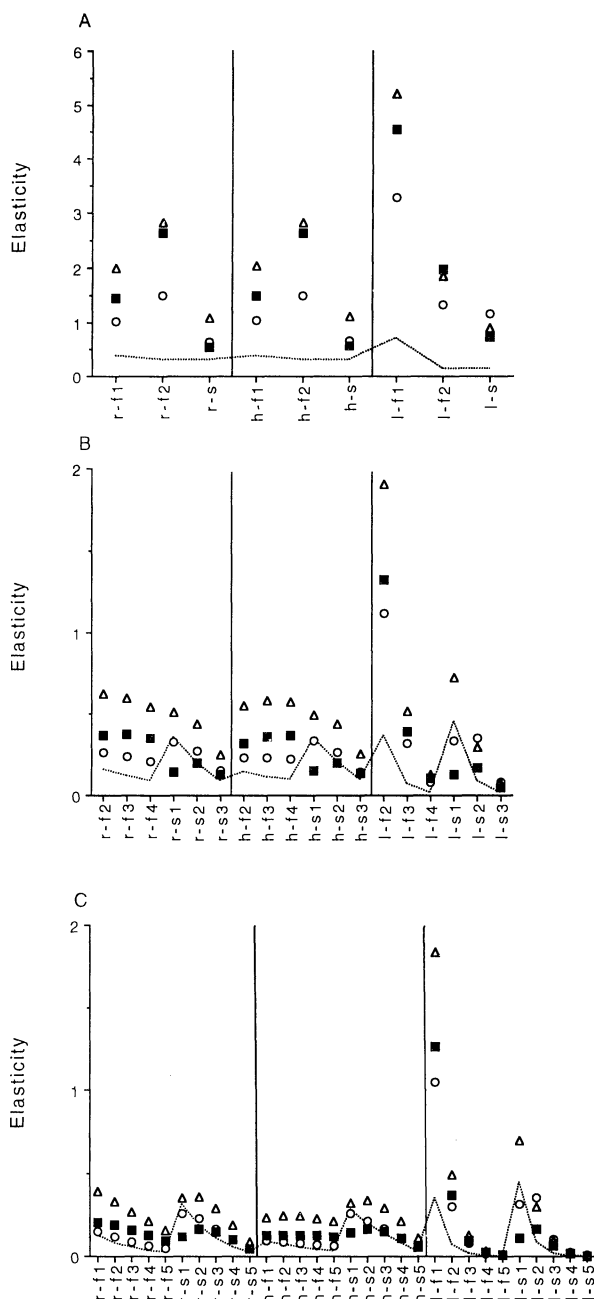 A
Elasticity
6
5
4
3
2
1
0
r-f1
r-f2
r-s
h-f1
h-f2
h-s
l-f1
l-f2
l-s
B
Elasticity
2
1
0
r-f2
r-f3
r-f4
r-s1
r-s2
r-s3
h-f2
h-f3
h-f4
h-s1
h-s2
h-s3
l-f2
l-f3
l-f4
l-s1
l-s2
l-s3
C
Elasticity
2
1
0
r-f1
r-f2
r-f3
r-f4
r-f5
r-s1
r-s2
r-s3
r-s4
r-s5
h-f1
h-f2
h-f3
h-f4
h-f5
h-s1
h-s2
h-s3
h-s4
h-s5
l-f1
l-f2
l-f3
l-f4
l-f5
l-s1
l-s2
l-s3
l-s4
l-s5